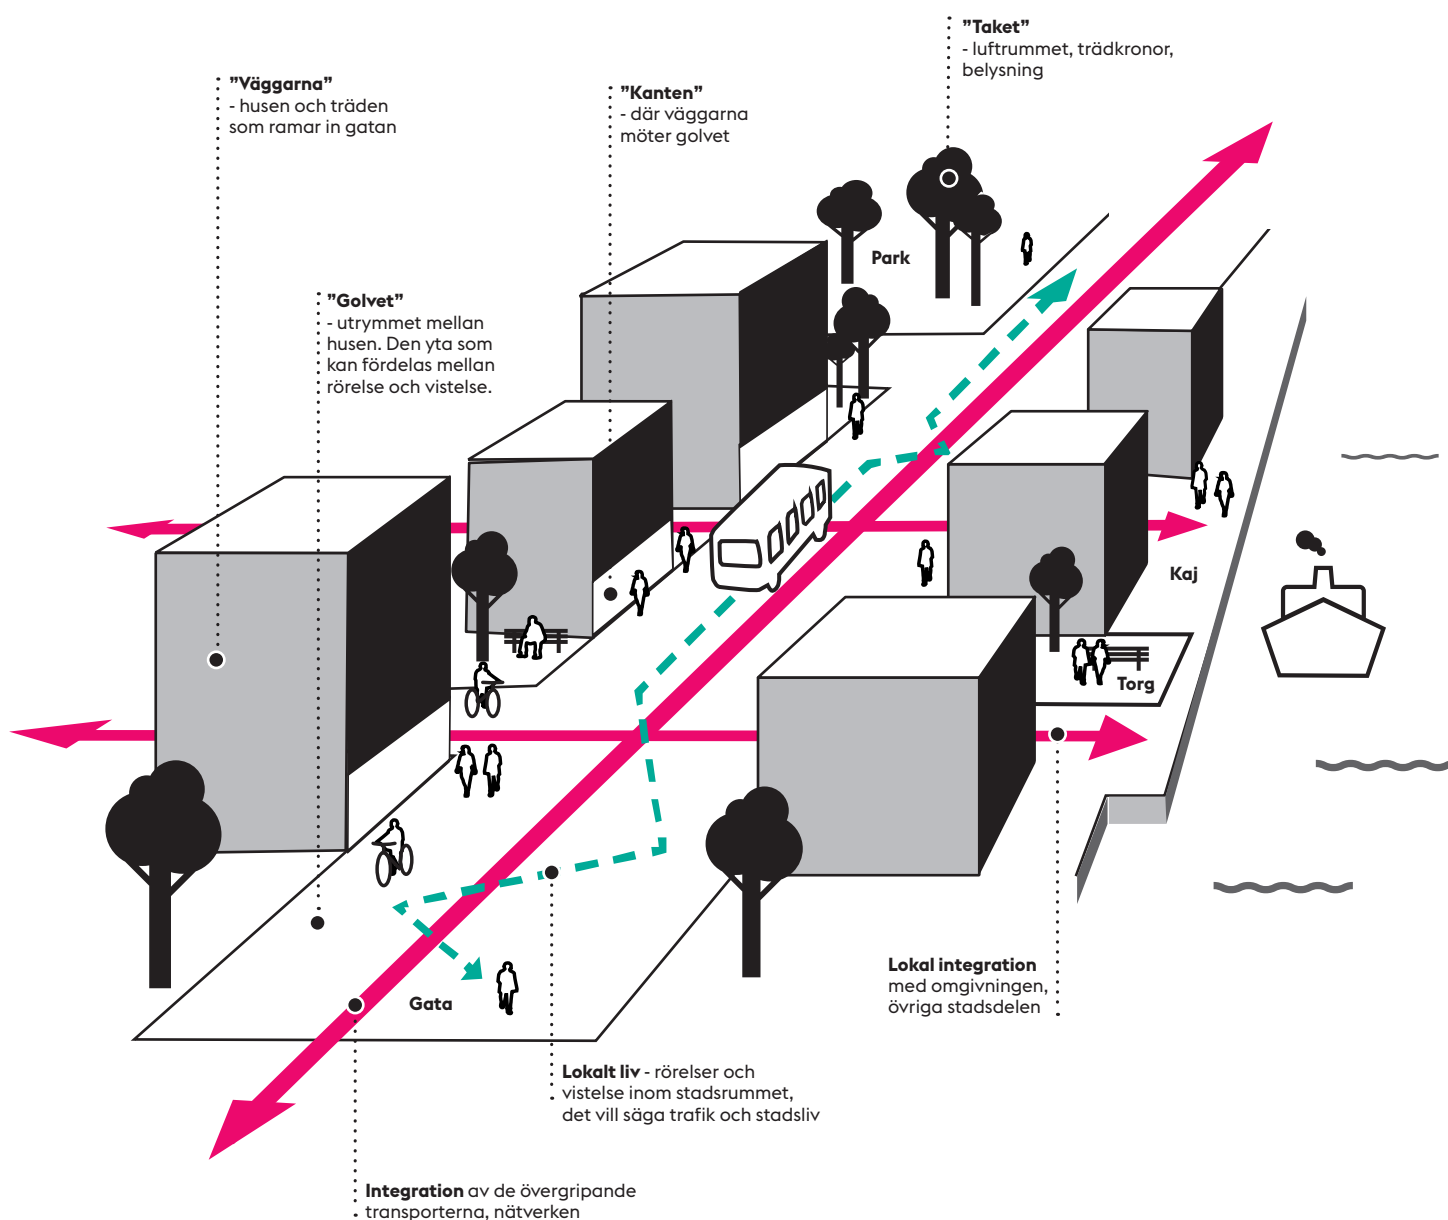 ”Taket”
- luftrummet, trädkronor,
belysning
”Väggarna”
- husen och träden
som ramar in gatan
”Kanten”
- där väggarna
möter golvet
Park
”Golvet”
- utrymmet mellan
husen. Den yta som
kan fördelas mellan
rörelse och vistelse.
Kaj
Torg
Gata
Lokal integration
med omgivningen,
övriga stadsdelen
Lokalt liv - rörelser och
vistelse inom stadsrummet,
det vill säga trafik och stadsliv
Integration av de övergripande
transporterna, nätverken